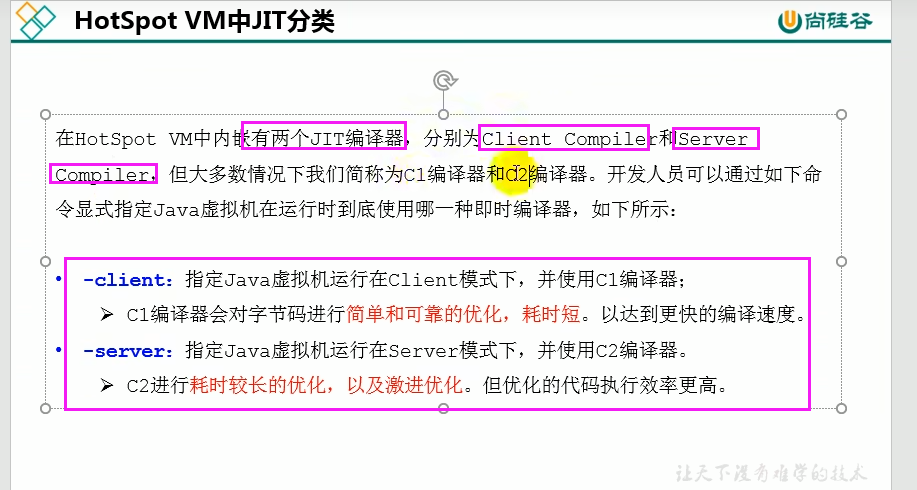 HotSpot VM中JIT分类
尚硅谷
在HotSpot VM中内嵌有两个JIT编译器，分别为Client Compiler和Server
Compiler，但大多数情况下我们简称为C1编译器和C2编译器。开发人员可以通过如下命
令显式指定Java虚拟机在运行时到底使用哪一种即时编译器，如下所示：
• -client：指定Java虚拟机运行在Client模式下，并使用C1编译器；
➢ C1编译器会对字节码进行简单和可靠的优化，耗时短。以达到更快的编译速度。
• -server：指定Java虚拟机运行在Server模式下，并使用C2编译器。
➢ C2进行耗时较长的优化，以及激进优化。但优化的代码执行效率更高。
让天下没有难学的技术